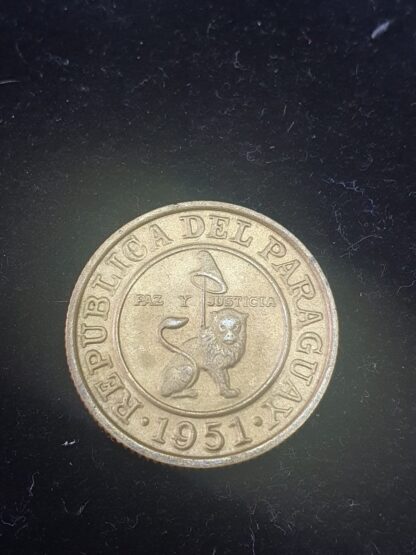 REPUBLICA DEL PARAGUAY
PAZ Y JUSTICIA
· 1951 ·